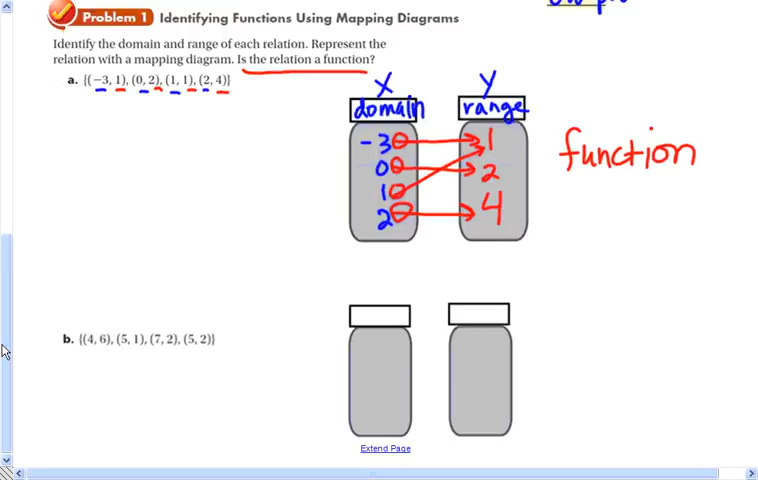 Problem 1 Identifying Functions Using Mapping Diagrams
Identify the domain and range of each relation. Represent the
relation with a mapping diagram. Is the relation a function?
a. {(−3, 1), (0, 2), (1, 1), (2, 4)}
X Y
domain range
-3 1
0 2
1
2 4
function
b. {(4, 6), (5, 1), (7, 2), (5, 2)}
Extend Page